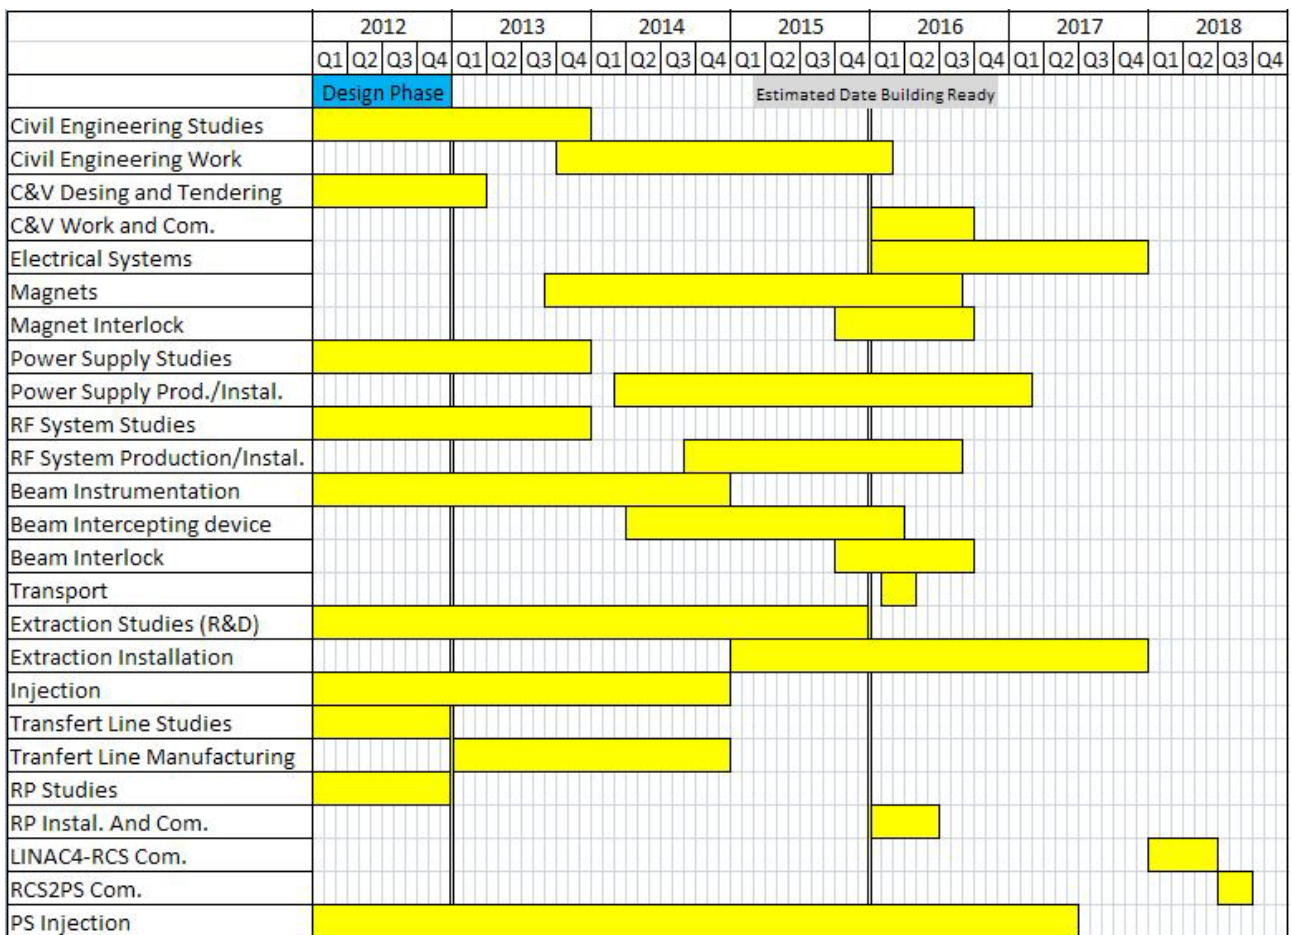 2012 2013 2014 2015 2016 2017 2018
Q1 Q2 Q3 Q4 Q1 Q2 Q3 Q4 Q1 Q2 Q3 Q4 Q1 Q2 Q3 Q4 Q1 Q2 Q3 Q4 Q1 Q2 Q3 Q4 Q1 Q2 Q3 Q4
Design Phase Estimated Date Building Ready
Civil Engineering Studies
Civil Engineering Work
C&V Desing and Tendering
C&V Work and Com.
Electrical Systems
Magnets
Magnet Interlock
Power Supply Studies
Power Supply Prod./Instal.
RF System Studies
RF System Production/Instal.
Beam Instrumentation
Beam Intercepting device
Beam Interlock
Transport
Extraction Studies (R&D)
Extraction Installation
Injection
Transfert Line Studies
Tranfert Line Manufacturing
RP Studies
RP Instal. And Com.
LINAC4-RCS Com.
RCS2PS Com.
PS Injection